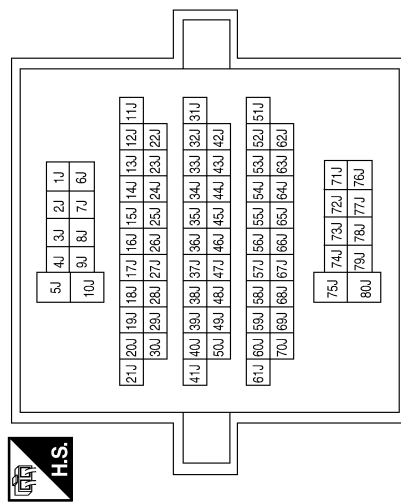 H.S.
5J 4J 3J 2J 1J
10J 9J 8J 7J 6J
21J 20J 19J 18J 17J 16J 15J 14J 13J 12J 11J
30J 29J 28J 27J 26J 25J 24J 23J 22J
41J 40J 39J 38J 37J 36J 35J 34J 33J 32J 31J
50J 49J 48J 47J 46J 45J 44J 43J 42J
61J 60J 59J 58J 57J 56J 55J 54J 53J 52J 51J
70J 69J 68J 67J 66J 65J 64J 63J 62J
75J 74J 73J 72J 71J
80J 79J 78J 77J 76J